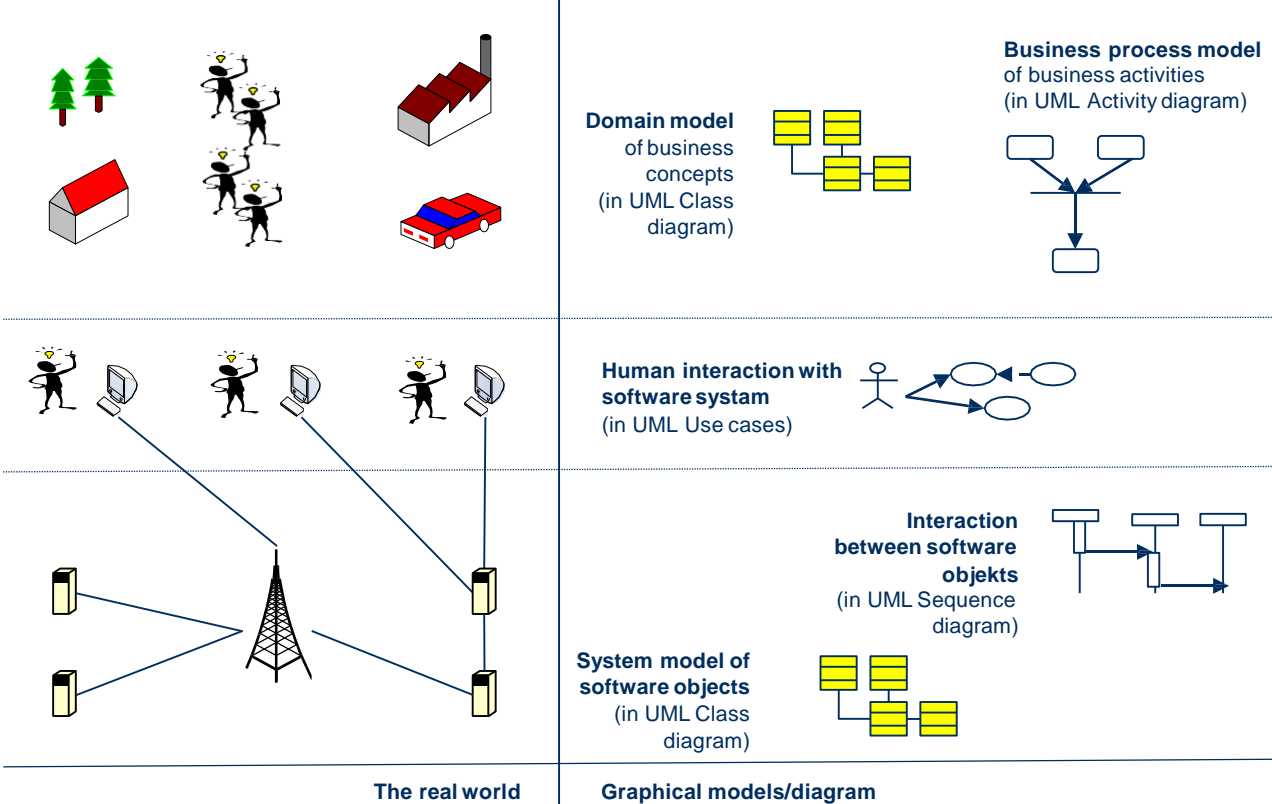 Business process model
of business activities
(in UML Activity diagram)
Domain model
of business
concepts
(in UML Class
diagram)
Human interaction with
software systam
(in UML Use cases)
Interaction
between software
objekts
(in UML Sequence
diagram)
System model of
software objects
(in UML Class
diagram)
The real world
Graphical models/diagram